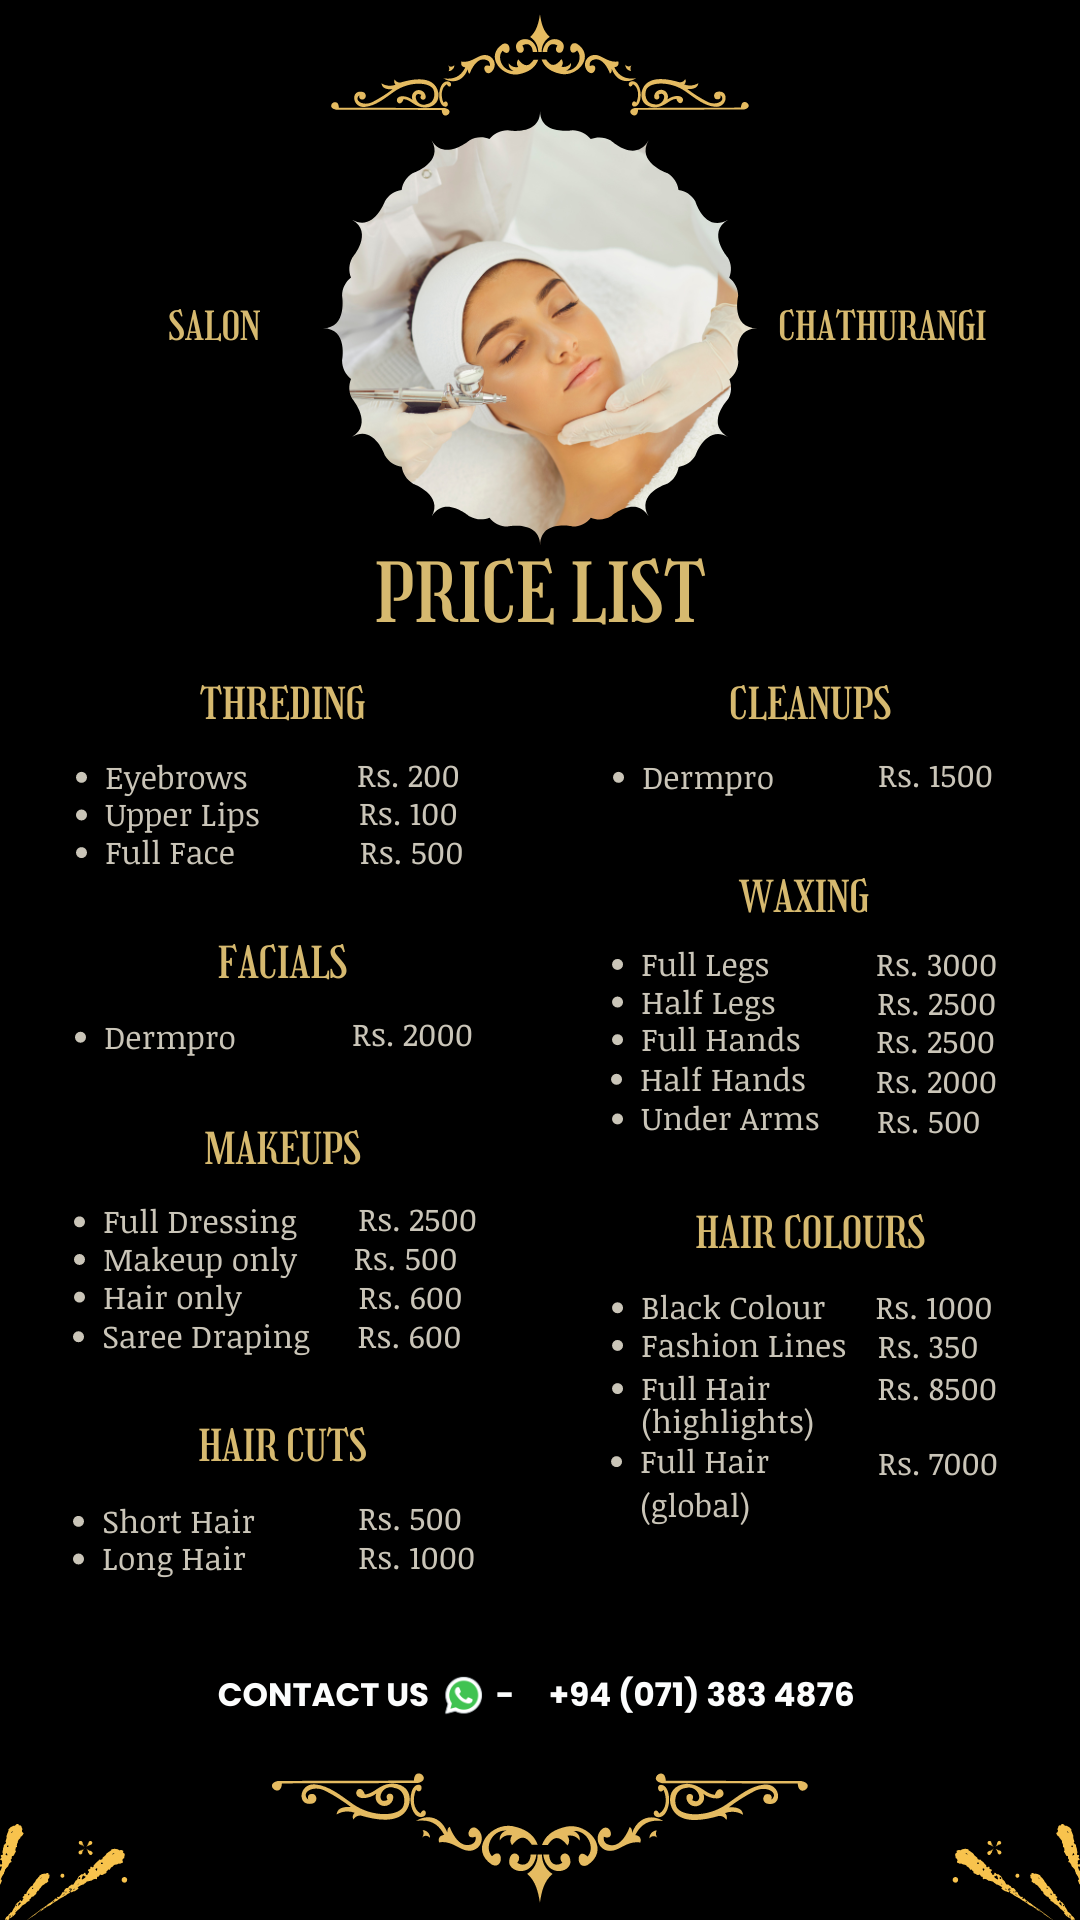 SALON
CHATHURANGI
PRICE LIST
THREDING
Eyebrows Rs. 200
Upper Lips Rs. 100
Full Face Rs. 500
FACIALS
Dermpro Rs. 2000
MAKEUPS
Full Dressing Rs. 2500
Makeup only Rs. 500
Hair only Rs. 600
Saree Draping Rs. 600
HAIR CUTS
Short Hair Rs. 500
Long Hair Rs. 1000
CLEANUPS
Dermpro Rs. 1500
WAXING
Full Legs Rs. 3000
Half Legs Rs. 2500
Full Hands Rs. 2500
Half Hands Rs. 2000
Under Arms Rs. 500
HAIR COLOURS
Black Colour Rs. 1000
Fashion Lines Rs. 350
Full Hair Rs. 8500
(highlights)
Full Hair Rs. 7000
(global)
CONTACT US - +94 (071) 383 4876